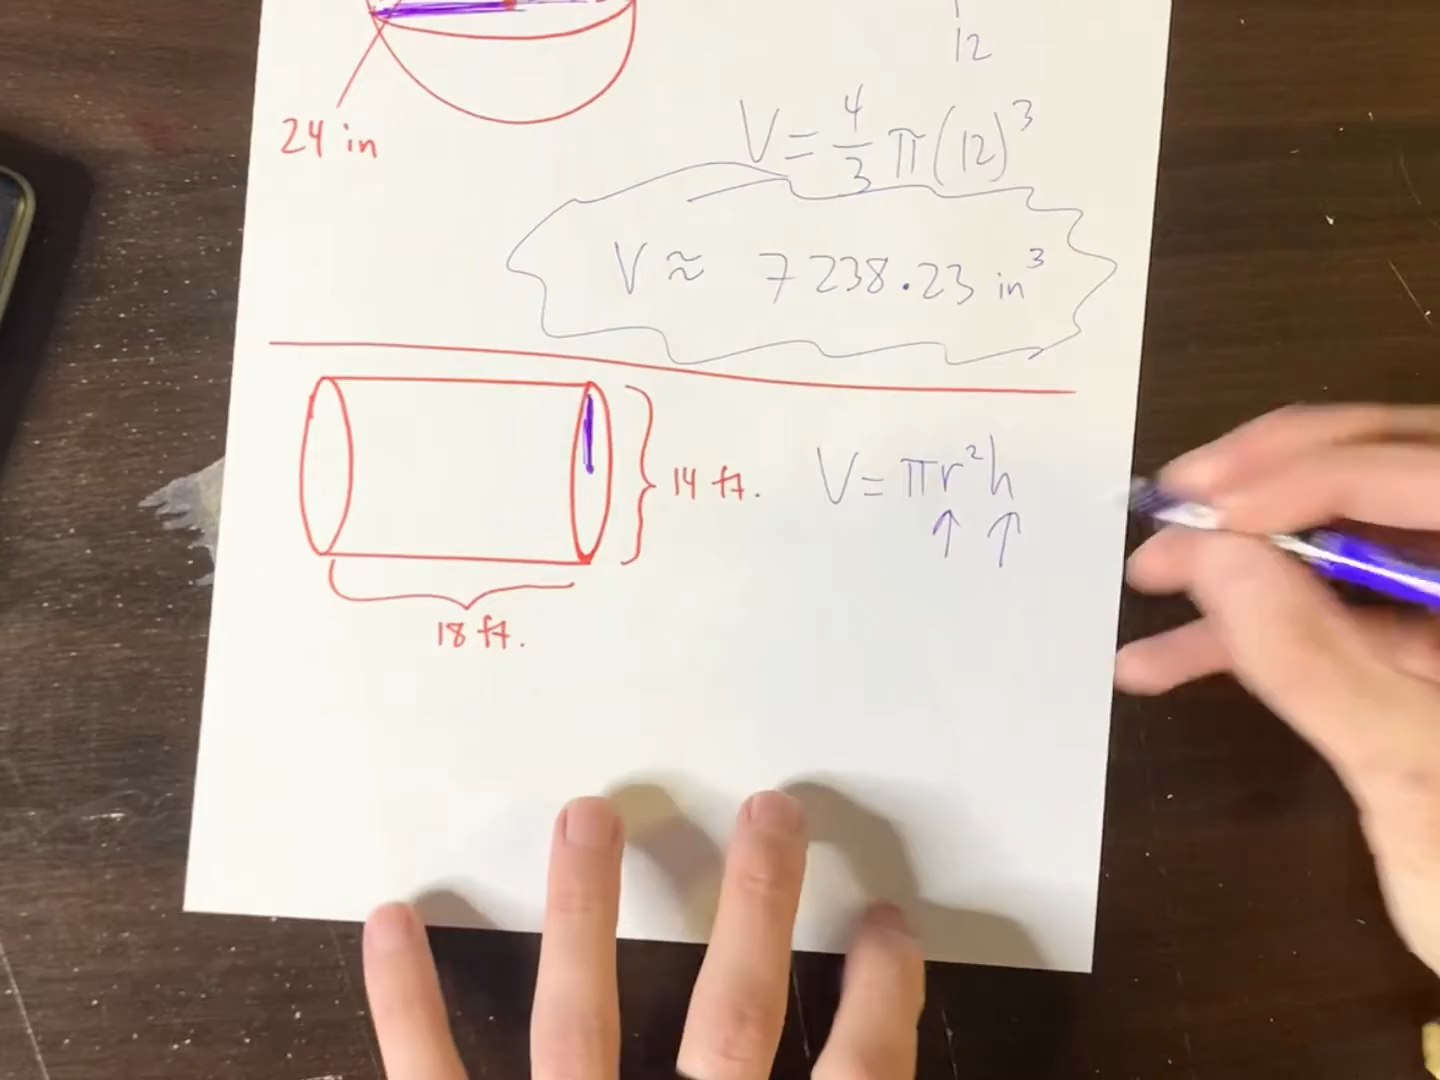 12
24 in
V = 4/3 π(12)³
V ≈ 7238.23 in³
14 ft.
V = πr²h
18 ft.